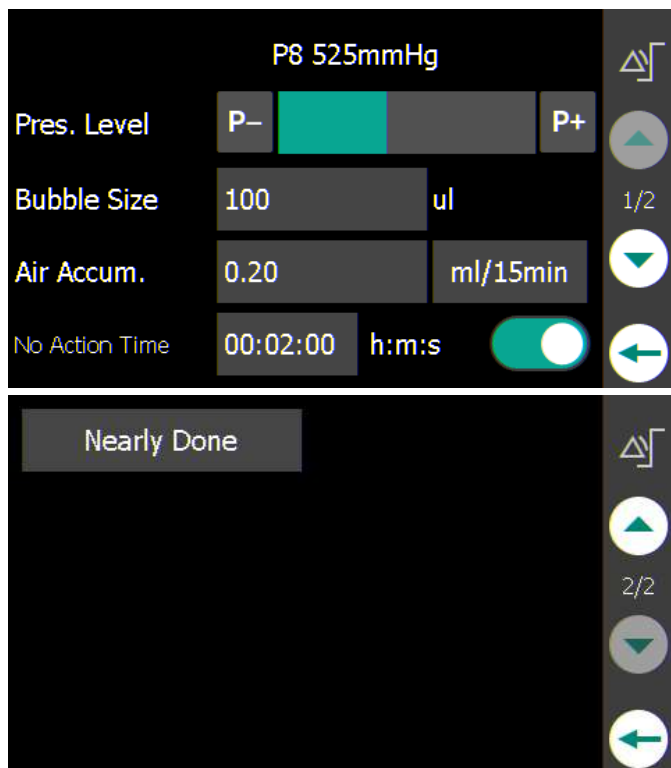 P8 525mmHg
Pres. Level P– P+
Bubble Size 100 ul 1/2
Air Accum. 0.20 ml/15min
No Action Time 00:02:00 h:m:s
Nearly Done
2/2